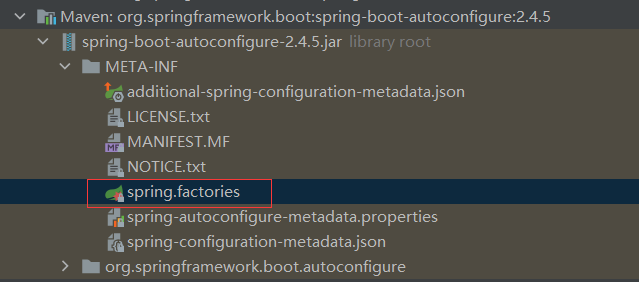 Maven: org.springframework.boot:spring-boot-autoconfigure:2.4.5
spring-boot-autoconfigure-2.4.5.jar library root
META-INF
additional-spring-configuration-metadata.json
LICENSE.txt
MANIFEST.MF
NOTICE.txt
spring.factories
spring-autoconfigure-metadata.properties
spring-configuration-metadata.json
org.springframework.boot.autoconfigure